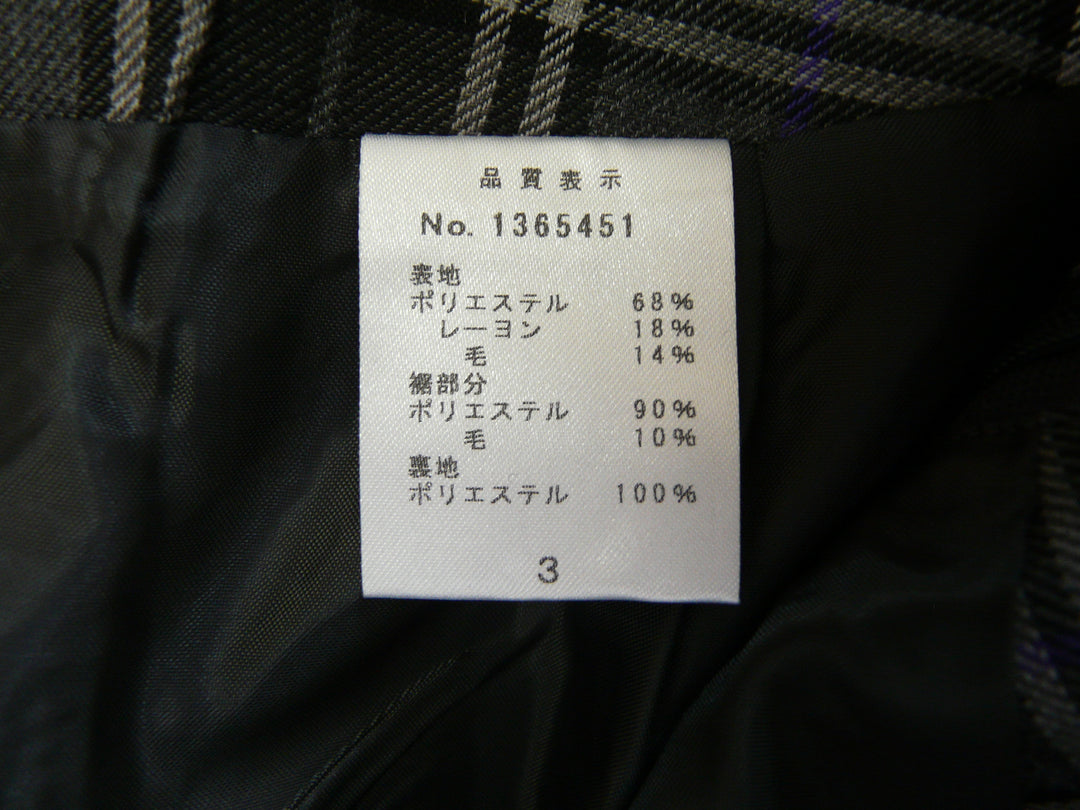 品質表示
No. 1365451
表地
ポリエステル 68%
レーヨン 18%
毛 14%
裾部分
ポリエステル 90%
毛 10%
裏地
ポリエステル 100%
3